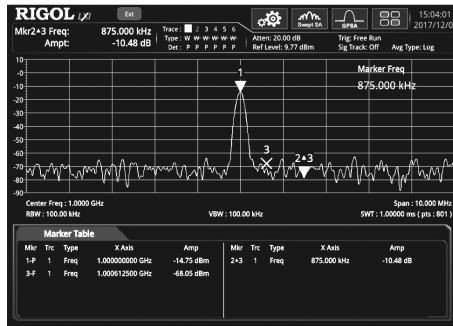 RIGOL LXI Ext 15:04:01
2017/12/0
Mkr2▲3 Freq: 875.000 kHz
Ampt: -10.48 dB
Trace: 1 2 3 4 5 6
Type: W W W W W W
Det: P P P P P P
Swept SA GPSA
Atten: 20.00 dB Trig: Free Run
Ref Level: 9.77 dBm Sig Track: Off Avg Type: Log
Marker Freq
875.000 kHz
10
-10
-0
-20
-30
-40
-50
-60
-70
-80
-90
1
3
2▲3
Center Freq : 1.0000 GHz Span : 10.000 MHz
RBW : 100.00 kHz VBW : 100.00 kHz SWT : 1.00000 ms ( pts : 801 )
Marker Table
Mkr Trc Type X Axis Amp Mkr Trc Type X Axis Amp
1-P 1 Freq 1.000000000 GHz -14.75 dBm 2▲3 1 Freq 875.000 kHz -10.48 dB
3-F 1 Freq 1.000612500 GHz -68.05 dBm